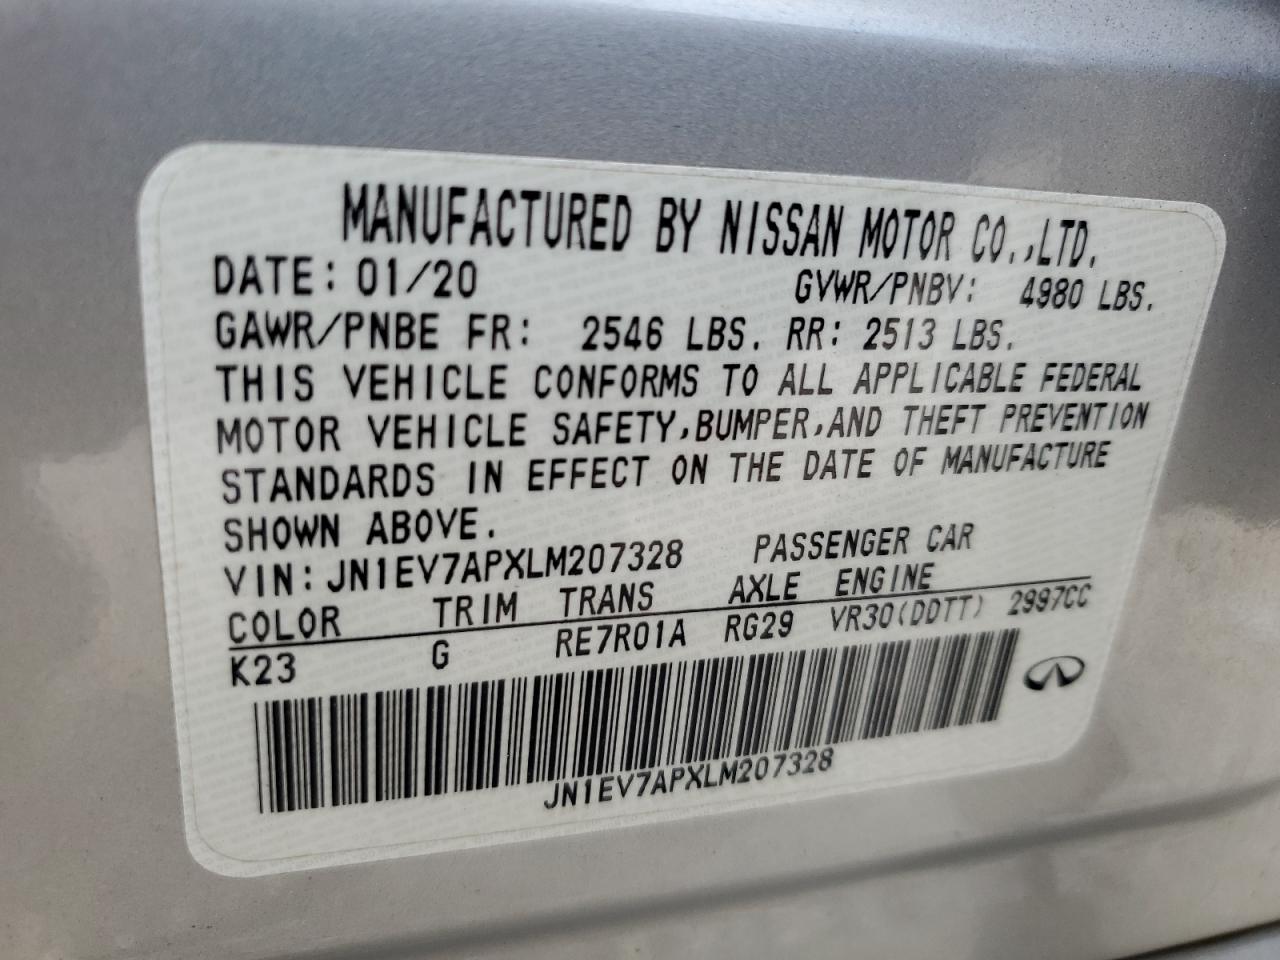 MANUFACTURED BY NISSAN MOTOR CO.,LTD.
DATE: 01/20 GVWR/PNBV: 4980 LBS.
GAWR/PNBE FR: 2546 LBS. RR: 2513 LBS.
THIS VEHICLE CONFORMS TO ALL APPLICABLE FEDERAL
MOTOR VEHICLE SAFETY,BUMPER,AND THEFT PREVENTION
STANDARDS IN EFFECT ON THE DATE OF MANUFACTURE
SHOWN ABOVE.
VIN: JN1EV7APXLM207328 PASSENGER CAR
COLOR TRIM TRANS AXLE ENGINE
K23 G RE7R01A RG29 VR30(DDTT) 2997CC
JN1EV7APXLM207328